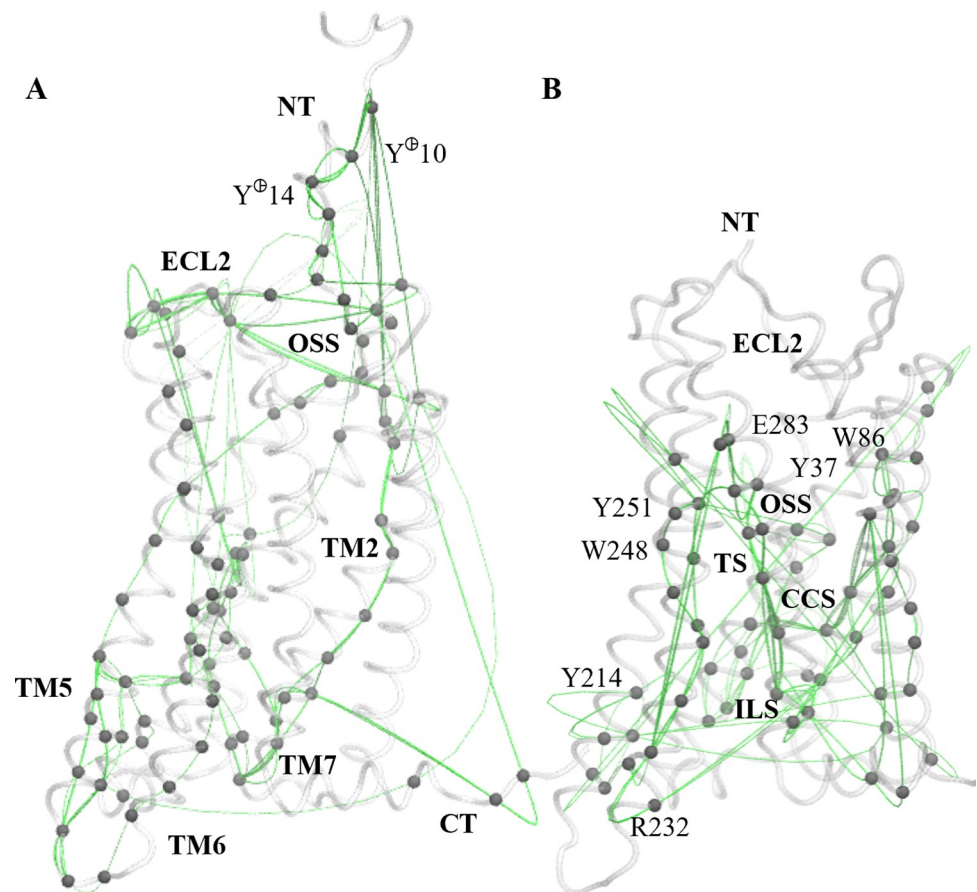 A
NT
Y⊕10
Y⊕14
ECL2
OSS
TM2
TM5
TM7
TM6
CT
B
NT
ECL2
E283
W86
Y37
Y251
OSS
W248
TS
CCS
Y214
ILS
R232